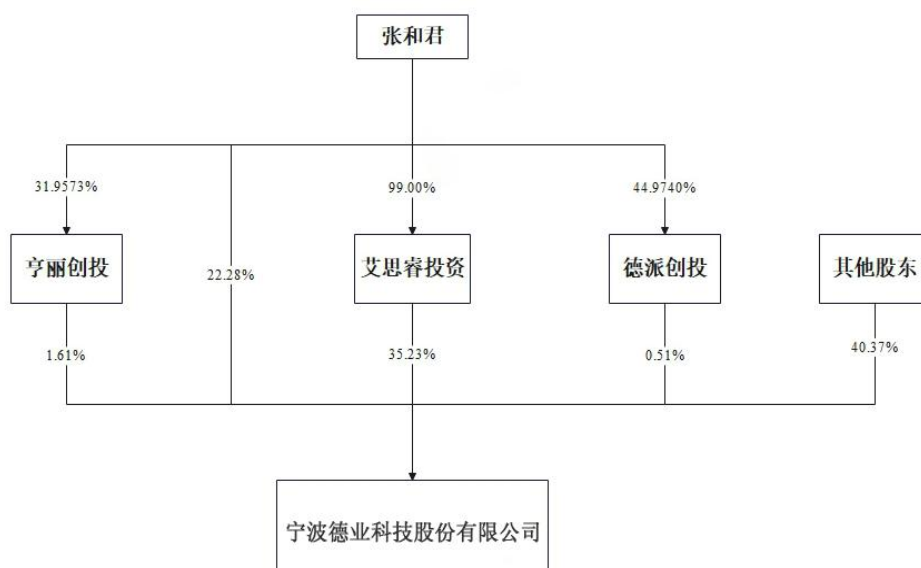 张和君
31.9573%
99.00%
44.9740%
亨丽创投
22.28%
艾思睿投资
德派创投
其他股东
1.61%
35.23%
0.51%
40.37%
宁波德业科技股份有限公司